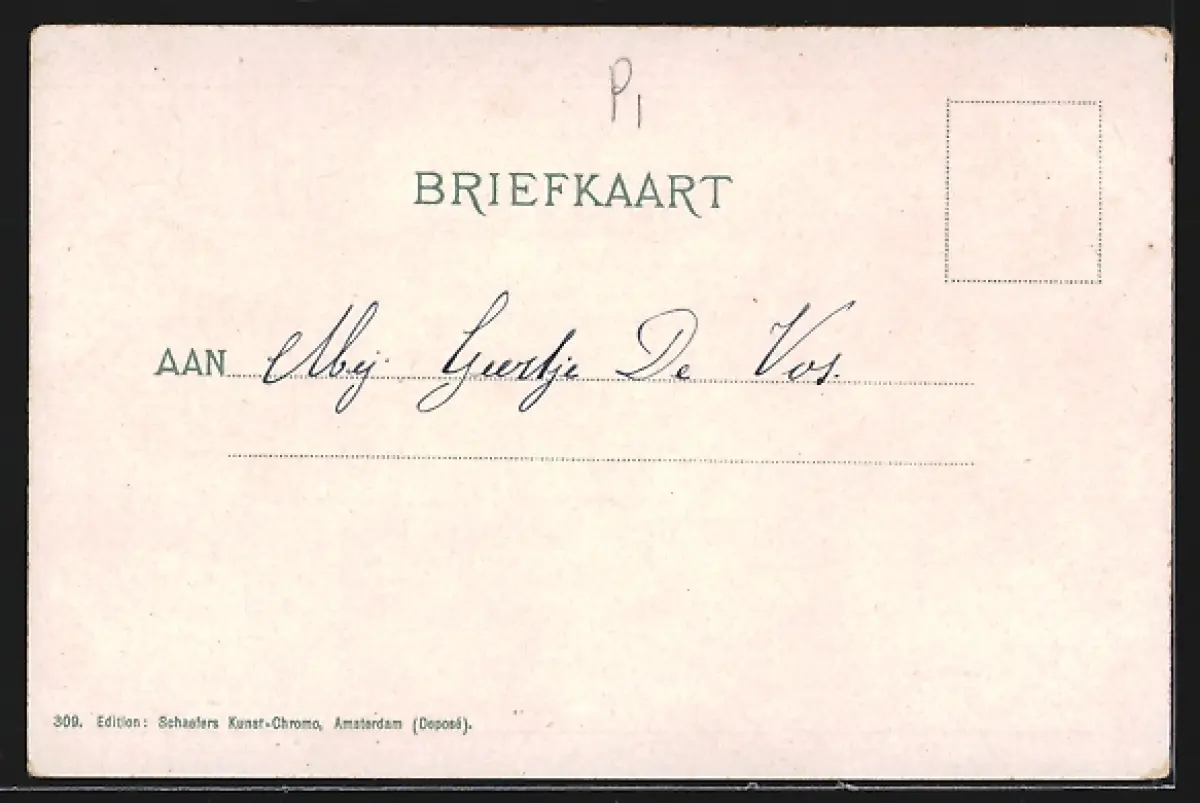 P1
BRIEFKAART
AAN Mej. Geertje De Vos.
309. Edition: Schaefers Kunst-Chromo, Amsterdam (Deposé).